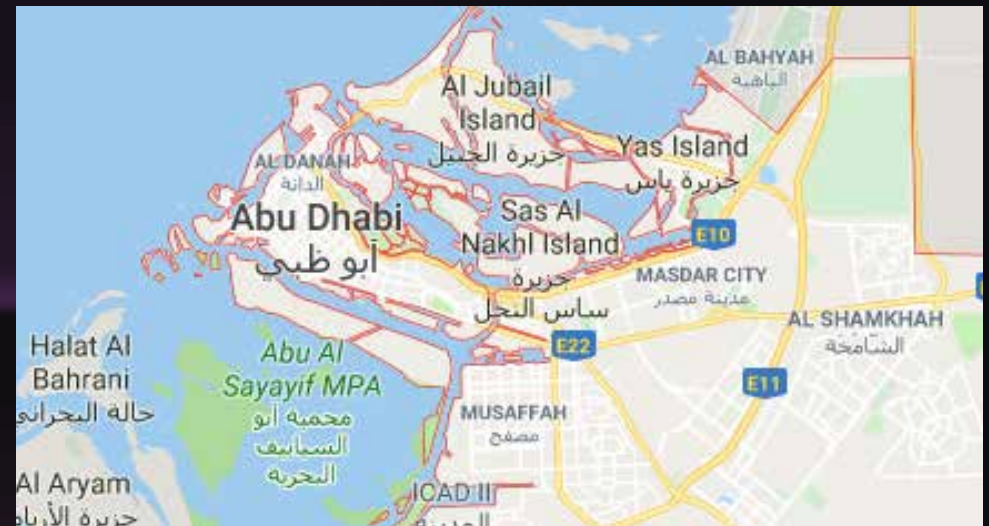 AL BAHYAH
الباهية
Al Jubail
Island
جزيرة الجبيل
Yas Island
جزيرة ياس
AL DANAH
الدانة
Abu Dhabi
أبو ظبي
Sas Al
Nakhl Island
جزيرة
ساس النخل
E10
MASDAR CITY
مدينة مصدر
AL SHAMKHAH
الشامخة
E22
E11
Halat Al
Bahrani
حالة البحراني
Abu Al
Sayayif MPA
محمية أبو
السيايف
البحرية
MUSAFFAH
مصفح
Al Aryam
جزيرة الأريام
ICAD II